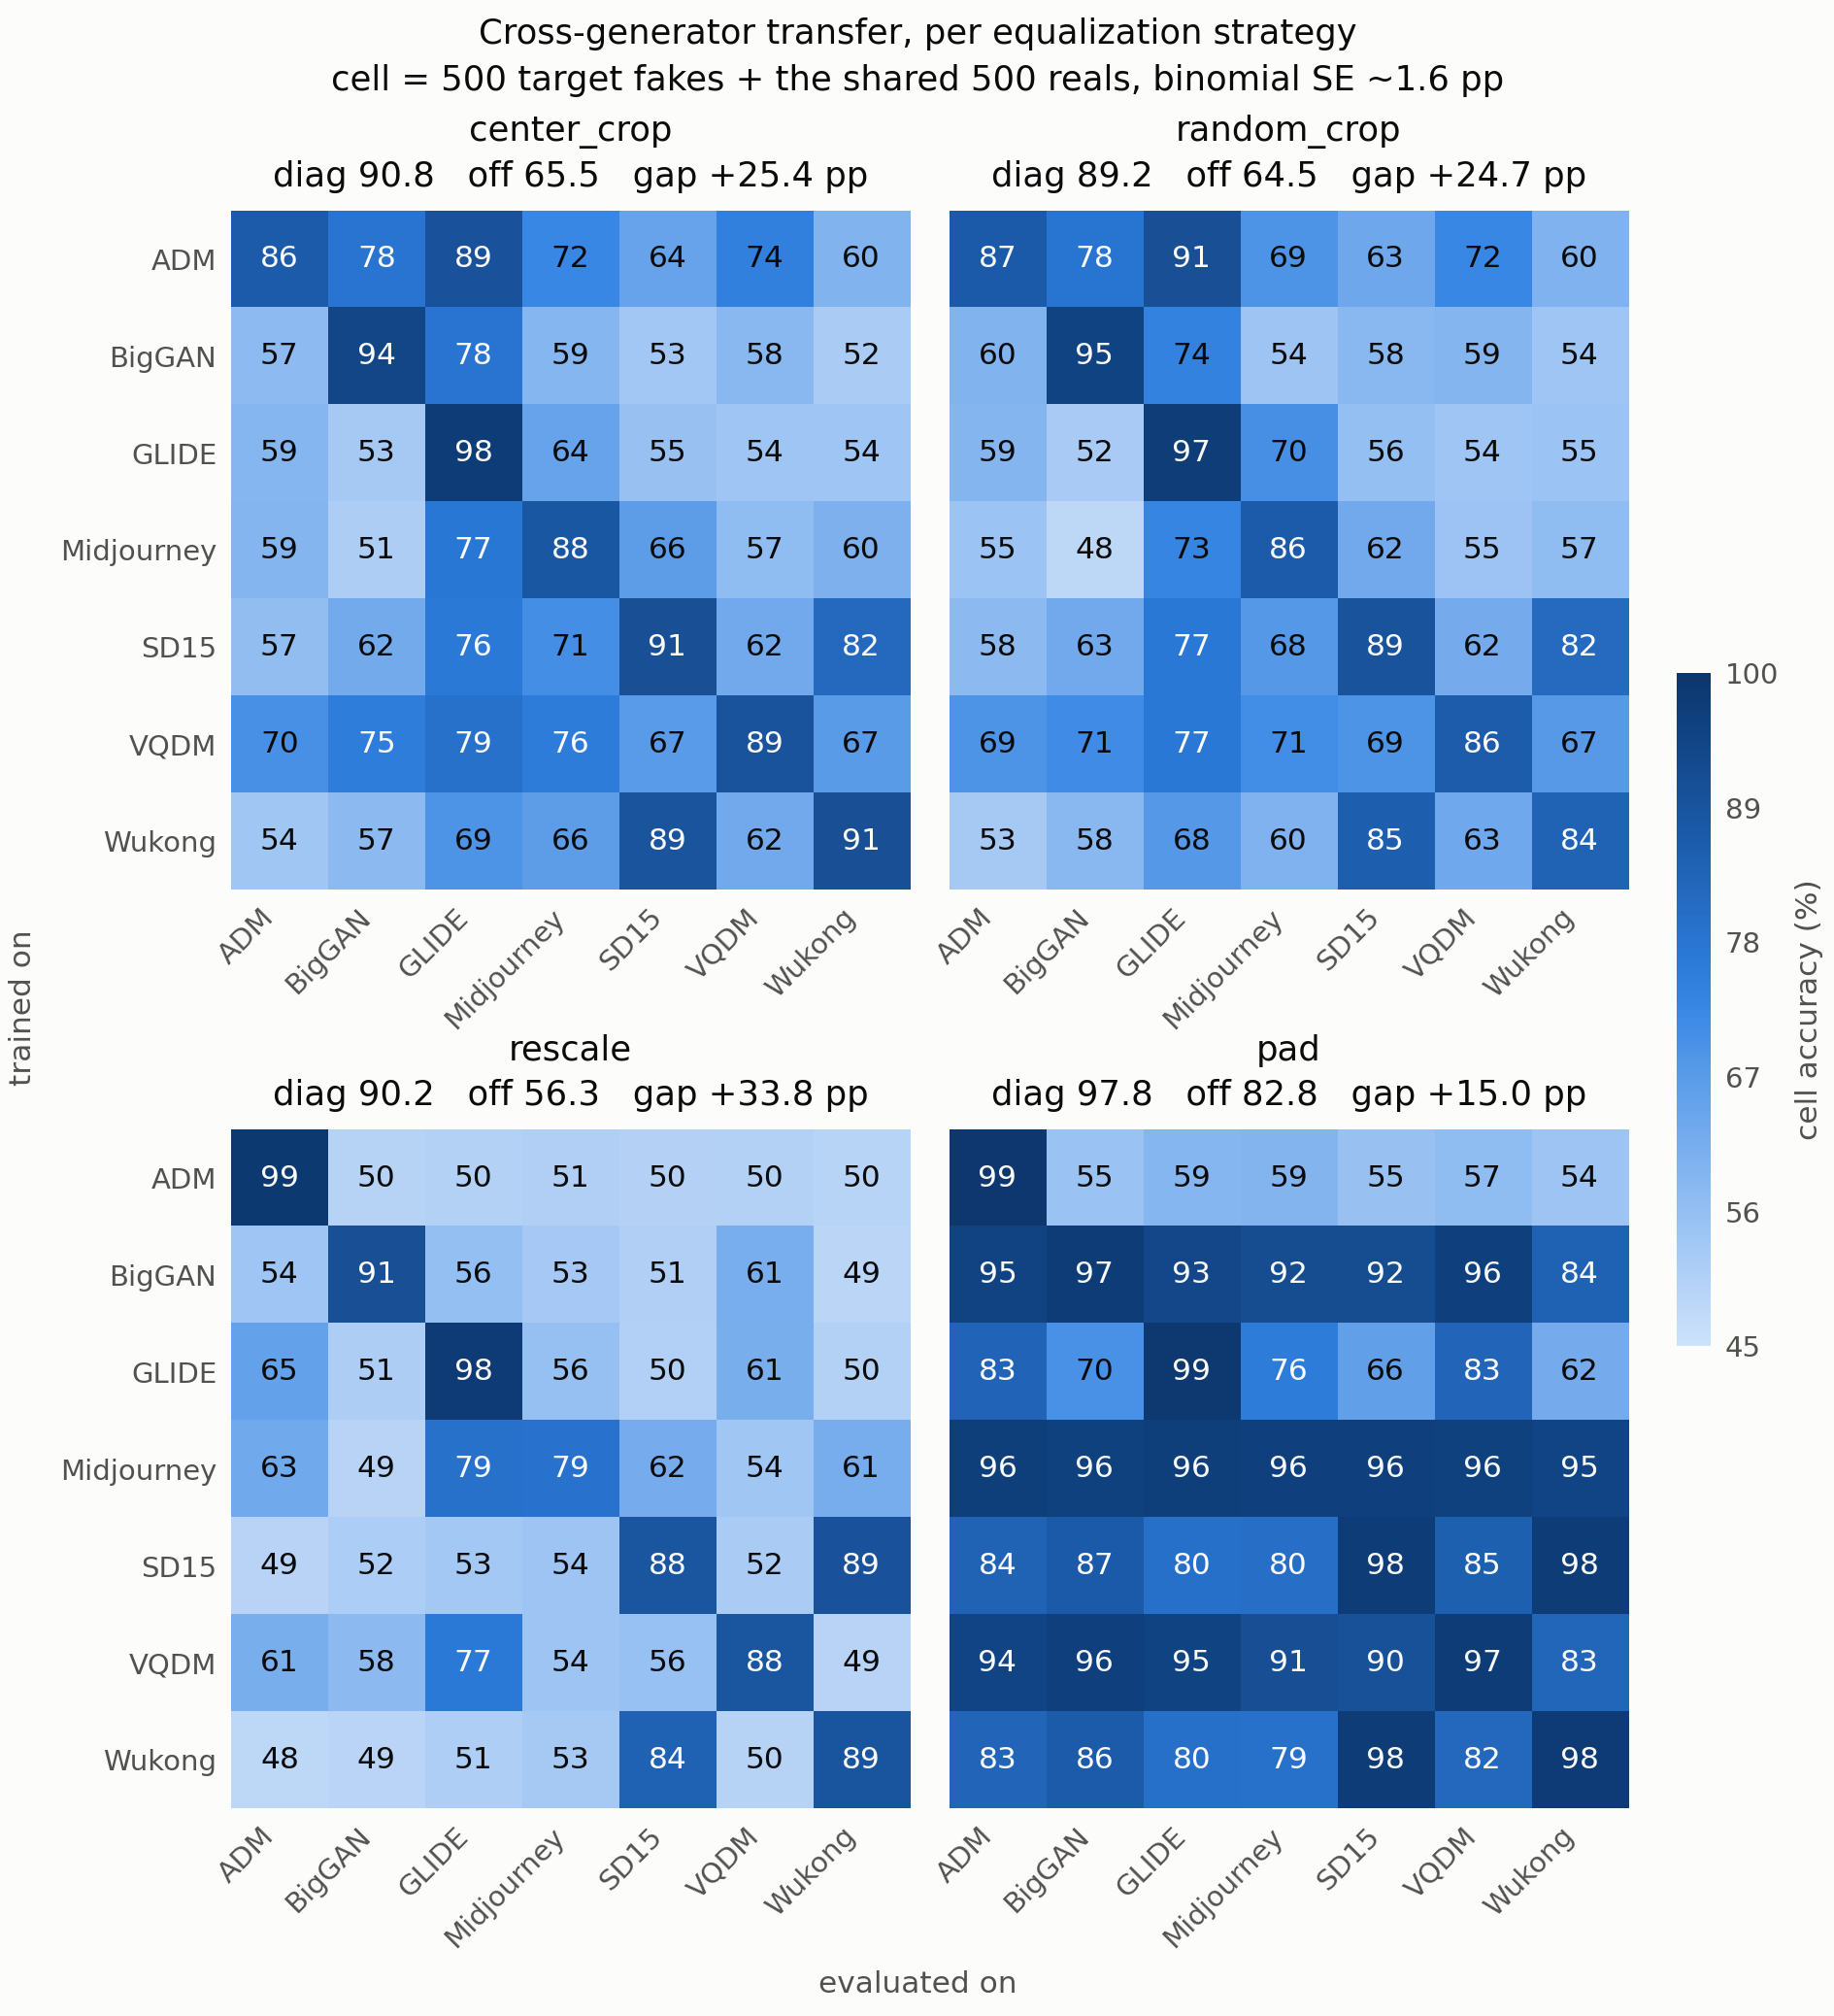 Cross-generator transfer, per equalization strategy
cell = 500 target fakes + the shared 500 reals, binomial SE ~1.6 pp
center_crop
diag 90.8 off 65.5 gap +25.4 pp
ADM 86 78 89 72 64 74 60
BigGAN 57 94 78 59 53 58 52
GLIDE 59 53 98 64 55 54 54
Midjourney 59 51 77 88 66 57 60
SD15 57 62 76 71 91 62 82
VQDM 70 75 79 76 67 89 67
Wukong 54 57 69 66 89 62 91
ADM BigGAN GLIDE Midjourney SD15 VQDM Wukong
random_crop
diag 89.2 off 64.5 gap +24.7 pp
87 78 91 69 63 72 60
60 95 74 54 58 59 54
59 52 97 70 56 54 55
55 48 73 86 62 55 57
58 63 77 68 89 62 82
69 71 77 71 69 86 67
53 58 68 60 85 63 84
ADM BigGAN GLIDE Midjourney SD15 VQDM Wukong
rescale
diag 90.2 off 56.3 gap +33.8 pp
ADM 99 50 50 51 50 50 50
BigGAN 54 91 56 53 51 61 49
GLIDE 65 51 98 56 50 61 50
Midjourney 63 49 79 79 62 54 61
SD15 49 52 53 54 88 52 89
VQDM 61 58 77 54 56 88 49
Wukong 48 49 51 53 84 50 89
ADM BigGAN GLIDE Midjourney SD15 VQDM Wukong
pad
diag 97.8 off 82.8 gap +15.0 pp
99 55 59 59 55 57 54
95 97 93 92 92 96 84
83 70 99 76 66 83 62
96 96 96 96 96 96 95
84 87 80 80 98 85 98
94 96 95 91 90 97 83
83 86 80 79 98 82 98
ADM BigGAN GLIDE Midjourney SD15 VQDM Wukong
trained on
evaluated on
100
89
78
67
56
45
cell accuracy (%)